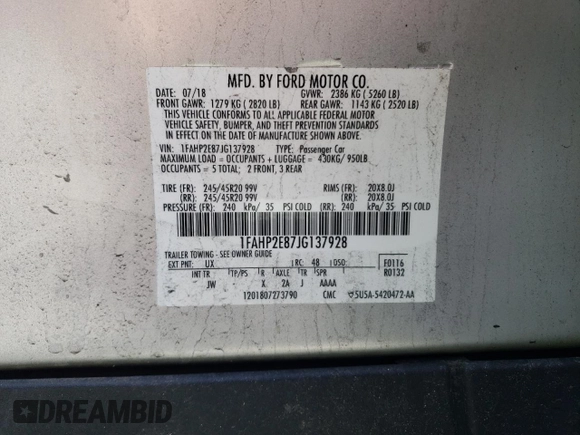 MFD. BY FORD MOTOR CO.
DATE: 07/18 GVWR: 2386 KG ( 5260 LB)
FRONT GAWR: 1279 KG ( 2820 LB) REAR GAWR: 1143 KG ( 2520 LB)
THIS VEHICLE CONFORMS TO ALL APPLICABLE FEDERAL MOTOR
VEHICLE SAFETY, BUMPER, AND THEFT PREVENTION STANDARDS
IN EFFECT ON THE DATE OF MANUFACTURE SHOWN ABOVE.
VIN: 1FAHP2E87JG137928 TYPE: Passenger Car
MAXIMUM LOAD = OCCUPANTS + LUGGAGE = 430KG/ 950LB
OCCUPANTS = 5 TOTAL; 2 FRONT, 3 REAR
TIRE (FR): 245/45R20 99V RIMS (FR): 20X8.0J
(RR): 245/45R20 99V (RR): 20X8.0J
PRESSURE (FR): 240 kPa/ 35 PSI COLD (RR): 240 kPa/ 35 PSI COLD
1FAHP2E87JG137928
TRAILER TOWING - SEE OWNER GUIDE
EXT PNT: UX RC: 48 DSO: F0116
INT TR TP/PS R AXLE TR SPR R0132
JW X 2A J AAAA
1201807273790 CMC 5U5A-5420472-AA
DREAMBID